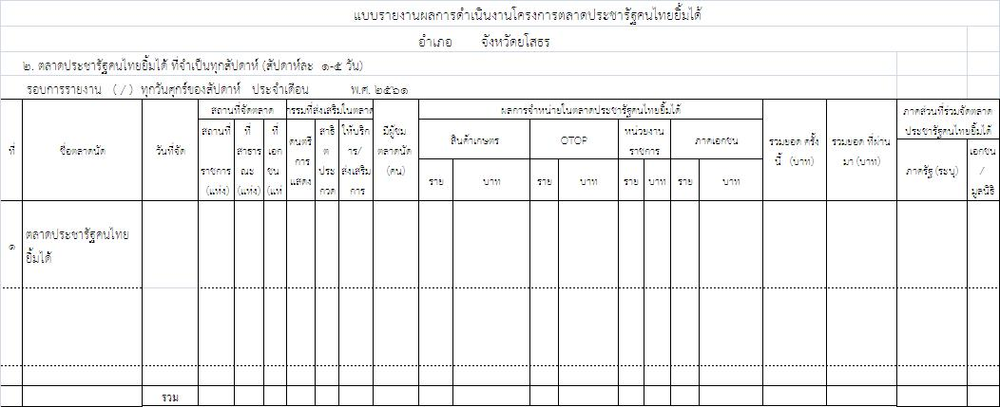 แบบรายงานผลการดำเนินงานโครงการตลาดประชารัฐคนไทยยิ้มได้
อำเภอ จังหวัดยโสธร
๒. ตลาดประชารัฐคนไทยยิ้มได้ ที่จำเป็นทุกสัปดาห์ (สัปดาห์ละ ๑-๕ วัน)
รอบการรายงาน ( / ) ทุกวันศุกร์ของสัปดาห์ ประจำเดือน พ.ศ. ๒๕๖๑
ที่
ชื่อตลาดนัด
วันที่จัด
สถานที่จัดตลาด
สถานที่
ราชการ
(แห่ง)
ที่
สาธาร
ณะ
(แห่ง)
ที่
เอก
ชน
(แห่
กรรมที่ส่งเสริมในตลาด
ดนตรี
การ
แสดง
สาธิ
ต
ประ
กวด
ให้บริก
าร/
ส่งเสริม
การ
มีผู้ชม
ตลาดนัด
(คน)
ผลการจำหน่ายในตลาดประชารัฐคนไทยยิ้มได้
สินค้าเกษตร
ราย
บาท
OTOP
ราย
บาท
หน่วยงาน
ราชการ
ราย
บาท
ภาคเอกชน
ราย
บาท
รวมยอด ครั้ง
นี้ (บาท)
รวมยอด ที่ผ่าน
มา (บาท)
ภาคส่วนที่ร่วมจัดตลาด
ประชารัฐคนไทยยิ้มได้
ภาครัฐ (ระบุ)
เอกชน
/
มูลนิธิ
๑
ตลาดประชารัฐคนไทย
ยิ้มได้
รวม